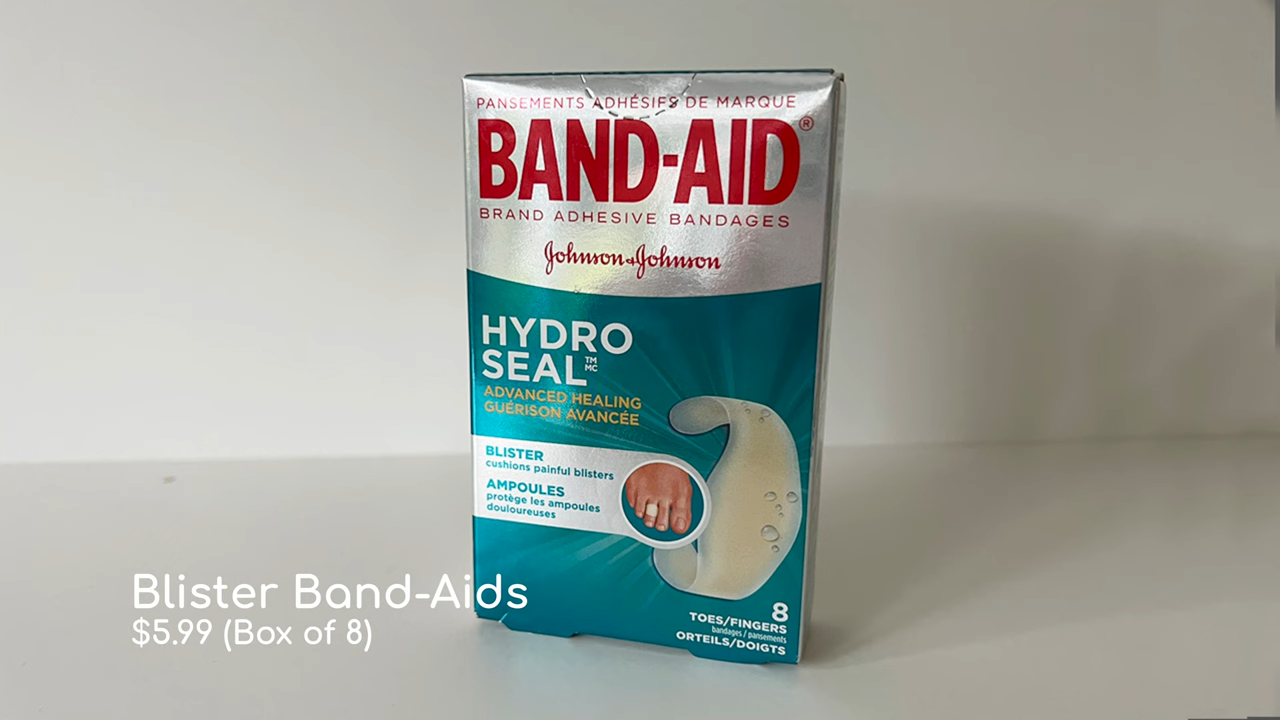 PANSEMENTS ADHÉSIFS DE MARQUE
BAND-AID®
BRAND ADHESIVE BANDAGES
Johnson+Johnson
HYDRO
SEAL™ MC
ADVANCED HEALING
GUÉRISON AVANCÉE
BLISTER
cushions painful blisters
AMPOULES
protège les ampoules
douloureuses
8
TOES/FINGERS
bandages / pansements
ORTEILS/DOIGTS
Blister Band-Aids
$5.99 (Box of 8)